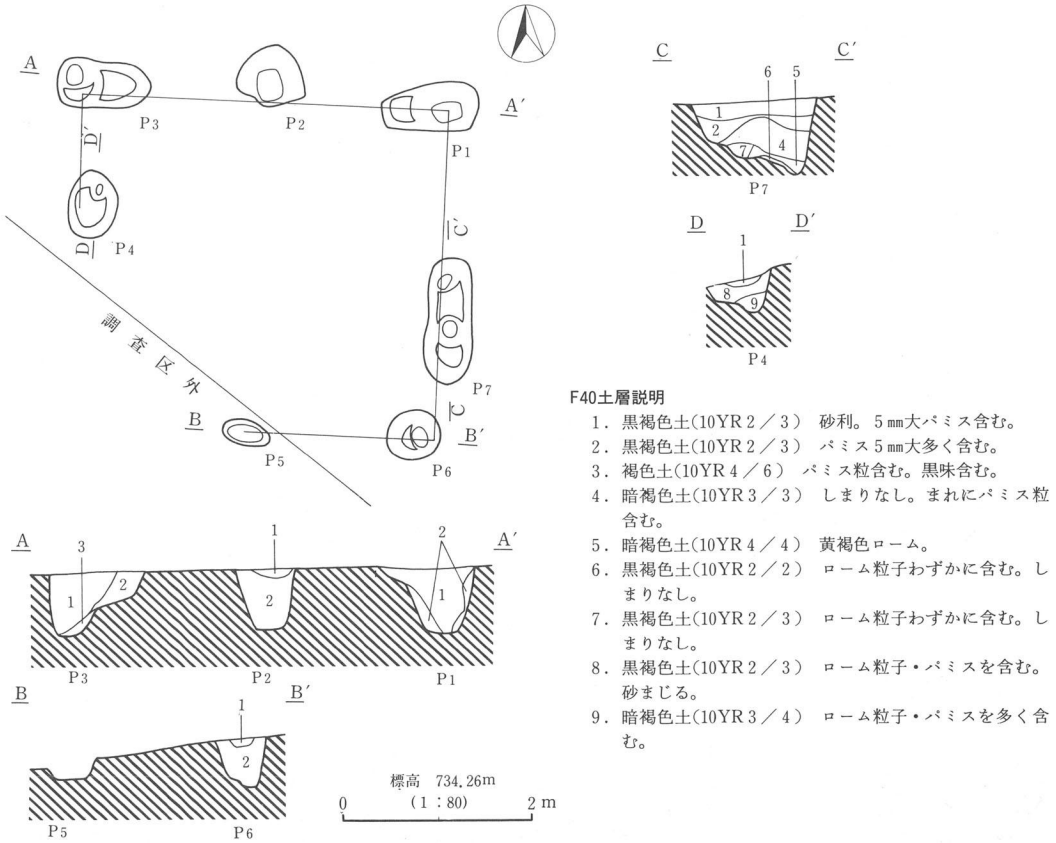 A
P3
P2
A′
P1
D′
D
P4
C′
P7
C
調査区外
B
P5
B′
P6
C
C′
6
5
1
2
4
7
P7
D
D′
1
8
9
P4
A
A′
3
1
2
1
2
2
1
P3
P2
P1
B
B′
1
2
P5
P6
標高 734.26m
(1:80)
0
2 m
F40土層説明
1. 黒褐色土(10YR 2／3) 砂利。5㎜大パミス含む。
2. 黒褐色土(10YR 2／3) パミス5㎜大多く含む。
3. 褐色土(10YR 4／6) パミス粒含む。黒味含む。
4. 暗褐色土(10YR 3／3) しまりなし。まれにパミス粒
含む。
5. 暗褐色土(10YR 4／4) 黄褐色ローム。
6. 黒褐色土(10YR 2／2) ローム粒子わずかに含む。し
まりなし。
7. 黒褐色土(10YR 2／3) ローム粒子わずかに含む。し
まりなし。
8. 黒褐色土(10YR 2／3) ローム粒子・パミスを含む。
砂まじる。
9. 暗褐色土(10YR 3／4) ローム粒子・パミスを多く含
む。